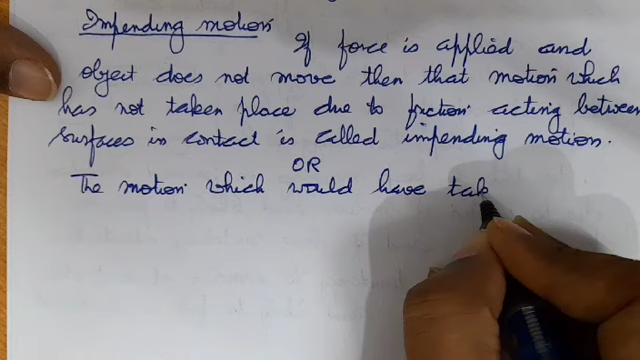 Impending motion
If force is applied and
object does not move then that motion which
has not taken place due to friction acting between
surfaces in contact is called impending motion.
OR
The motion which would have tak